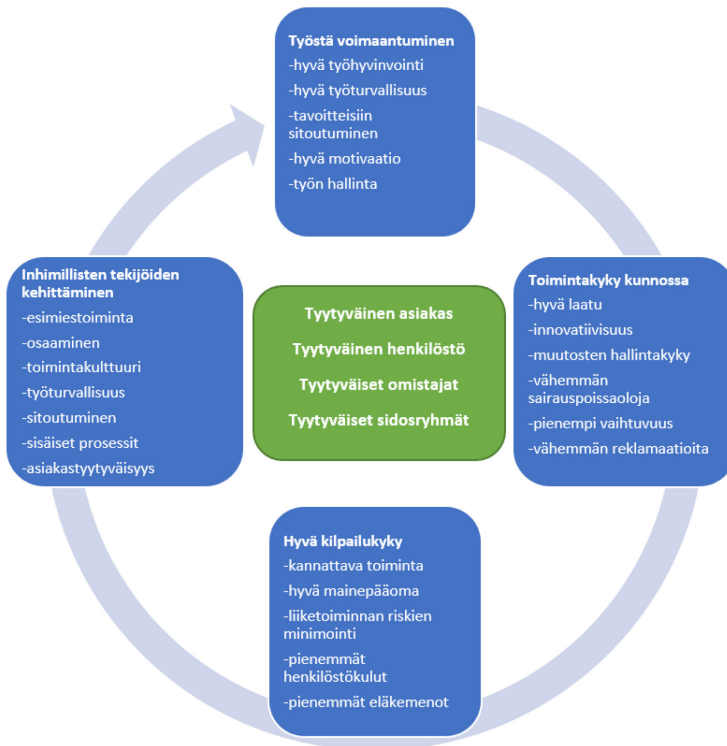 Työstä voimaantuminen
-hyvä työhyvinvointi
-hyvä työturvallisuus
-tavoitteisiin
sitoutuminen
-hyvä motivaatio
-työn hallinta
Inhimillisten tekijöiden
kehittäminen
-esimiestoiminta
-osaaminen
-toimintakulttuuri
-työturvallisuus
-sitoutuminen
-sisäiset prosessit
-asiakastyytyväisyys
Tyytyväinen asiakas
Tyytyväinen henkilöstö
Tyytyväiset omistajat
Tyytyväiset sidosryhmät
Toimintakyky kunnossa
-hyvä laatu
-innovatiivisuus
-muutosten hallintakyky
-vähemmän
sairauspoissaoloja
-pienempi vaihtuvuus
-vähemmän reklamaatioita
Hyvä kilpailukyky
-kannattava toiminta
-hyvä mainepääoma
-liiketoiminnan riskien
minimointi
-pienemmät
henkilöstökulut
-pienemmät eläkemenot